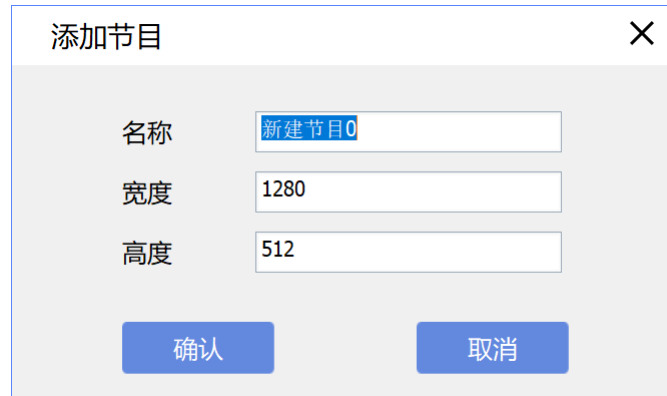 添加节目
名称 新建节目0
宽度 1280
高度 512
确认 取消